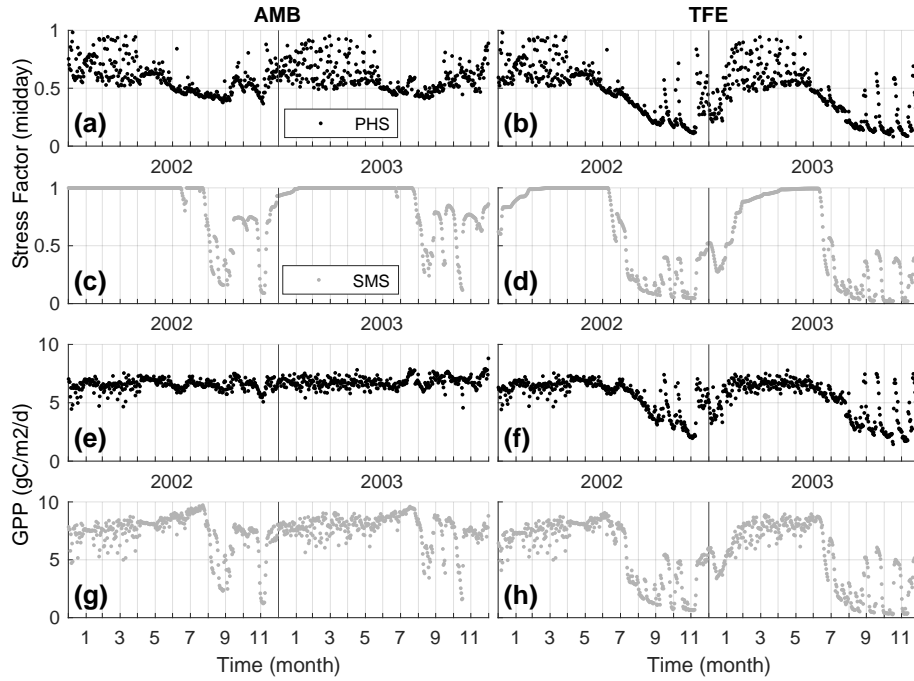 AMB TFE
Stress Factor (midday)
1
0.5
0
(a)
PHS
(b)
2002 2003 2002 2003
1
0.5
0
(c)
SMS
(d)
2002 2003 2002 2003
GPP (gC/m2/d)
10
5
0
(e)
(f)
2002 2003 2002 2003
10
5
0
(g)
(h)
1 3 5 7 9 11 1 3 5 7 9 11 1 3 5 7 9 11 1 3 5 7 9 11
Time (month) Time (month)